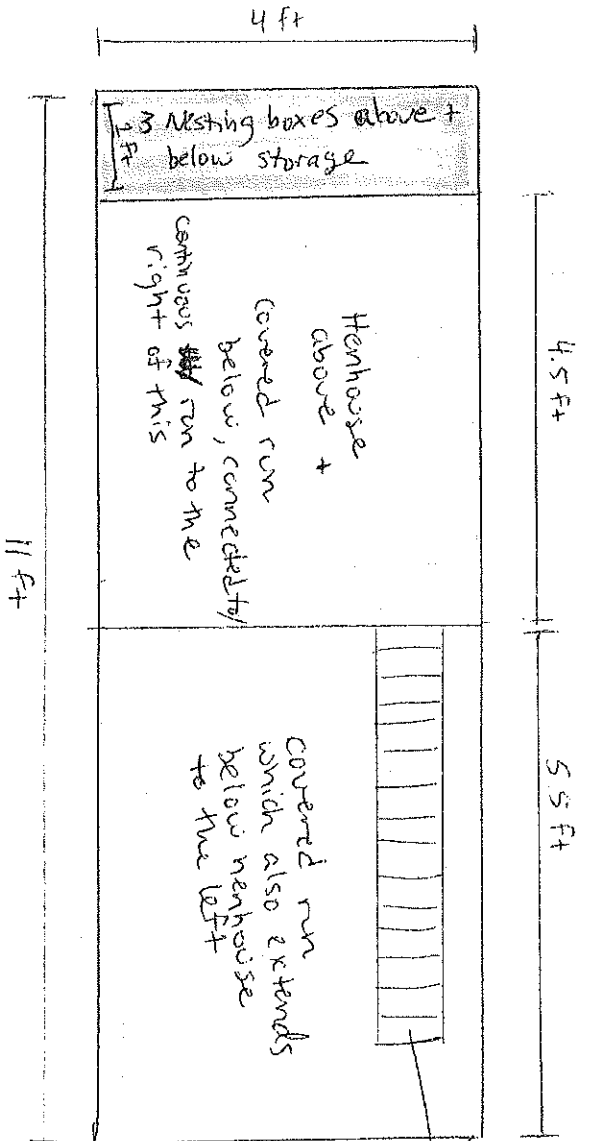 4 ft
3 Nesting boxes above +
below storage
1 ft
4.5 ft
Henhouse
above +
covered run
below, connected to/
continuous run to the
right of this
11 ft
5.5 ft
covered run
which also extends
below henhouse
to the left